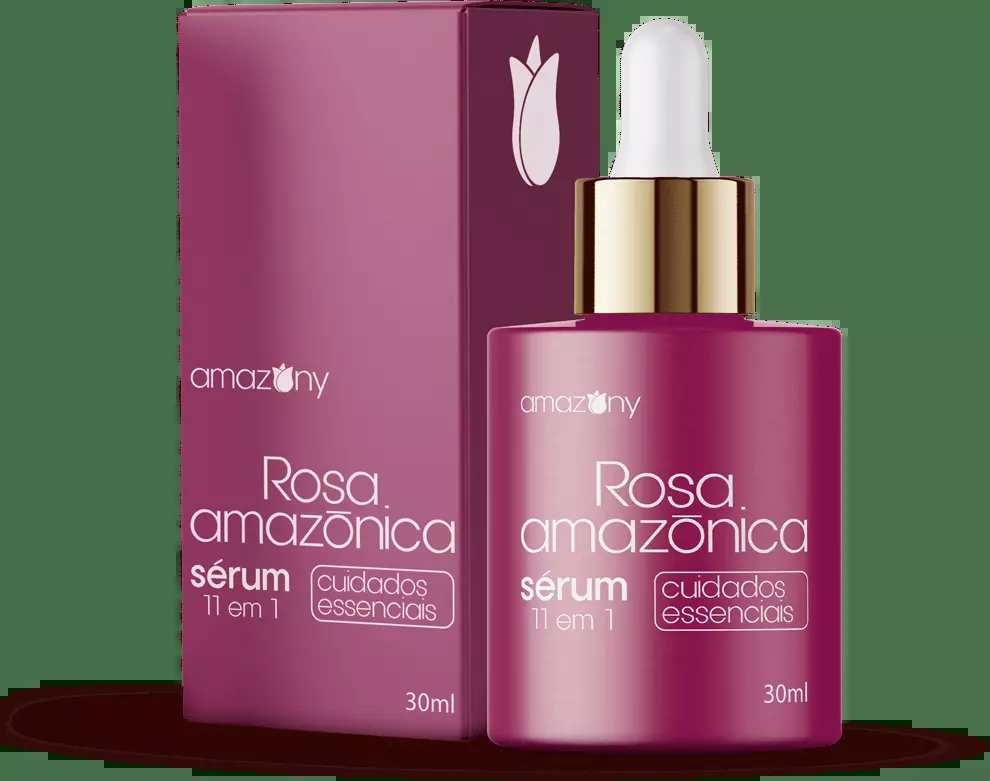 amazony
Rosa
amazōnica
sérum
11 em 1
cuidados
essenciais
30ml
amazony
Rosa
amazōnica
sérum
11 em 1
cuidados
essenciais
30ml